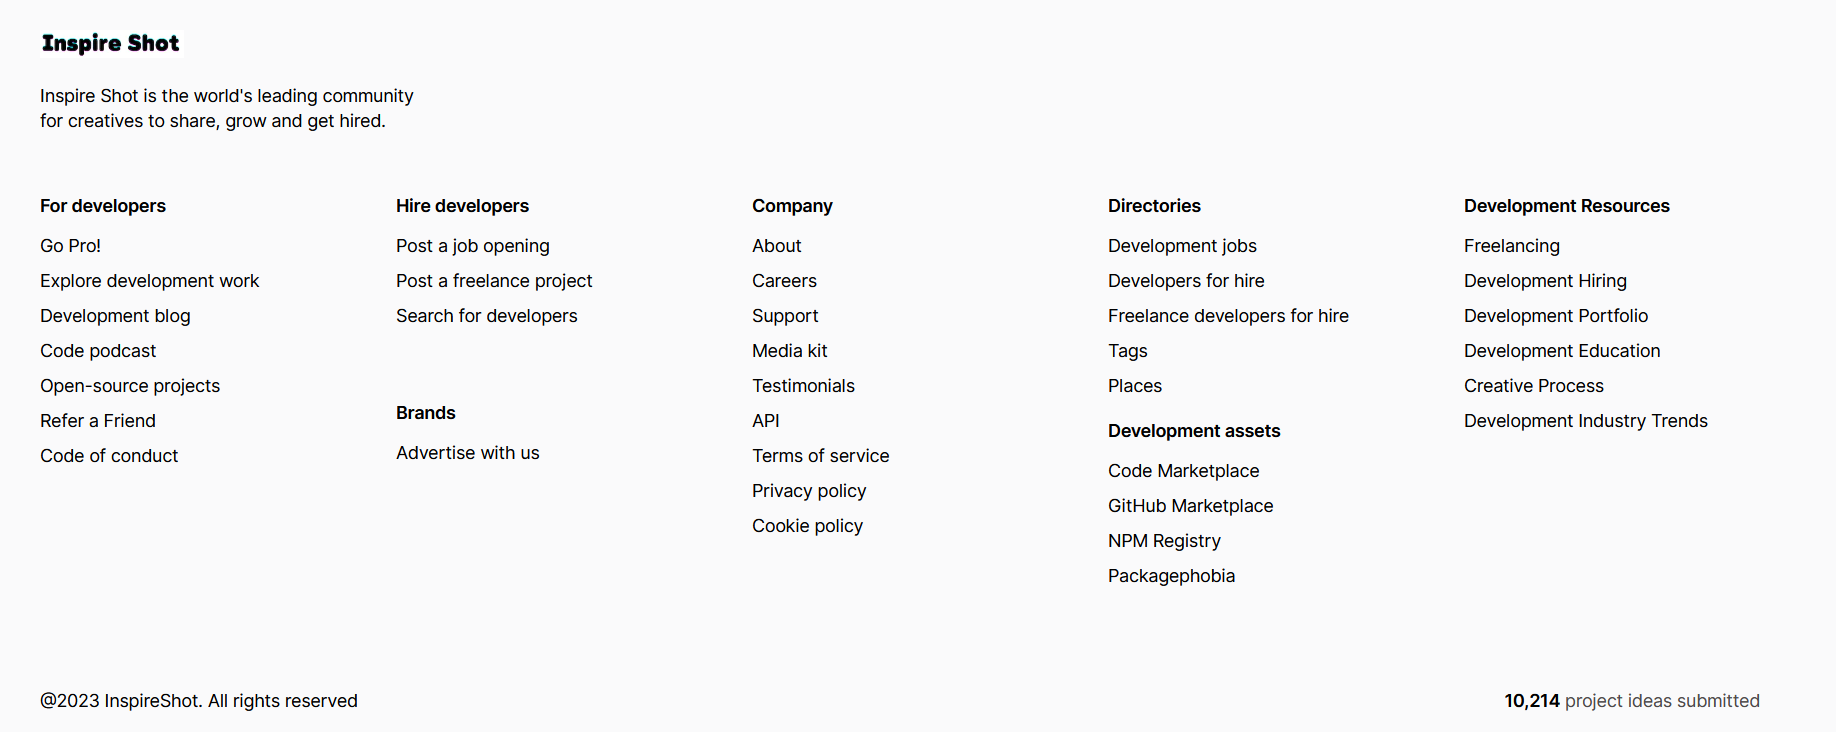 Inspire Shot
Inspire Shot is the world's leading community
for creatives to share, grow and get hired.
For developers
Go Pro!
Explore development work
Development blog
Code podcast
Open-source projects
Refer a Friend
Code of conduct
Hire developers
Post a job opening
Post a freelance project
Search for developers
Brands
Advertise with us
Company
About
Careers
Support
Media kit
Testimonials
API
Terms of service
Privacy policy
Cookie policy
Directories
Development jobs
Developers for hire
Freelance developers for hire
Tags
Places
Development assets
Code Marketplace
GitHub Marketplace
NPM Registry
Packagephobia
Development Resources
Freelancing
Development Hiring
Development Portfolio
Development Education
Creative Process
Development Industry Trends
@2023 InspireShot. All rights reserved
10,214 project ideas submitted